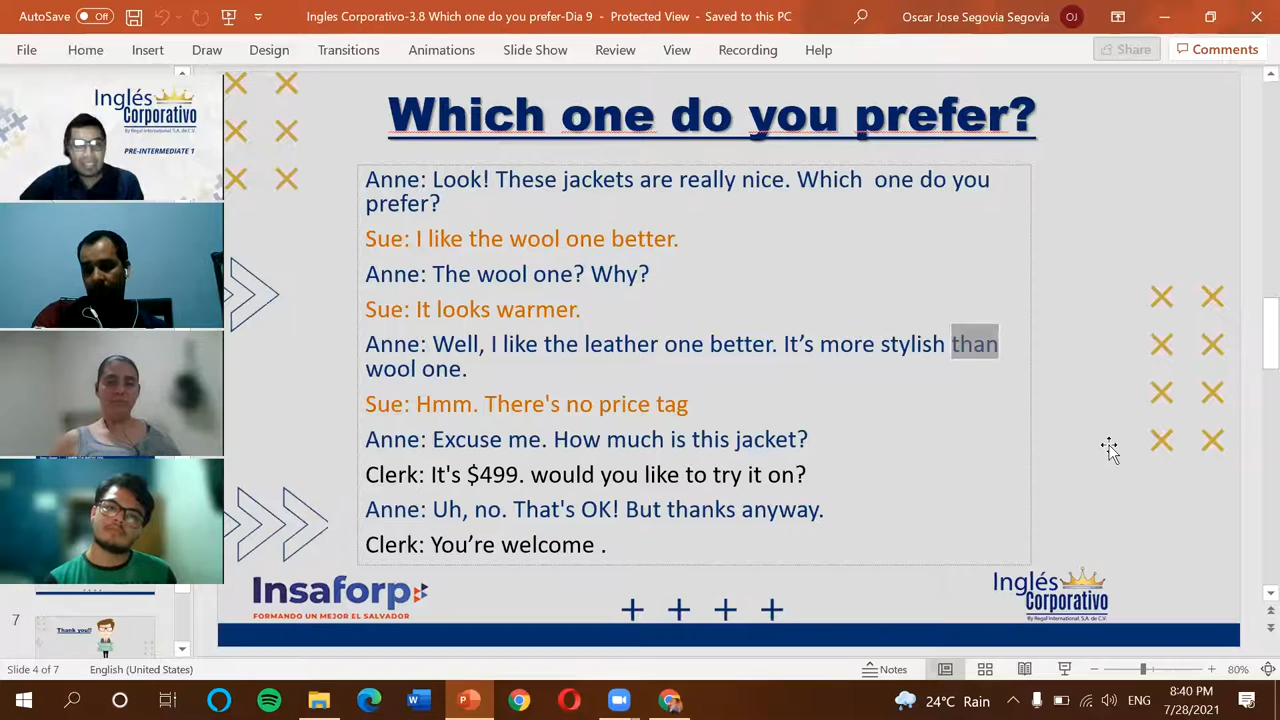 AutoSave Off
Ingles Corporativo-3.8 Which one do you prefer-Dia 9 - Protected View - Saved to this PC
Oscar Jose Segovia Segovia OJ
File Home Insert Draw Design Transitions Animations Slide Show Review View Recording Help Share Comments
Inglés
Corporativo
By Regal International, S.A. de C.V.
PRE-INTERMEDIATE 1
Which one do you prefer?
Anne: Look! These jackets are really nice. Which one do you
prefer?
Sue: I like the wool one better.
Anne: The wool one? Why?
Sue: It looks warmer.
Anne: Well, I like the leather one better. It’s more stylish than
wool one.
Sue: Hmm. There's no price tag
Anne: Excuse me. How much is this jacket?
Clerk: It's $499. would you like to try it on?
Anne: Uh, no. That's OK! But thanks anyway.
Clerk: You’re welcome .
Insaforp
FORMANDO UN MEJOR EL SALVADOR
Inglés
Corporativo
By Regal International, S.A. de C.V.
7
Thank you!!
Slide 4 of 7 English (United States) Notes 80%
24°C Rain ENG
8:40 PM
7/28/2021